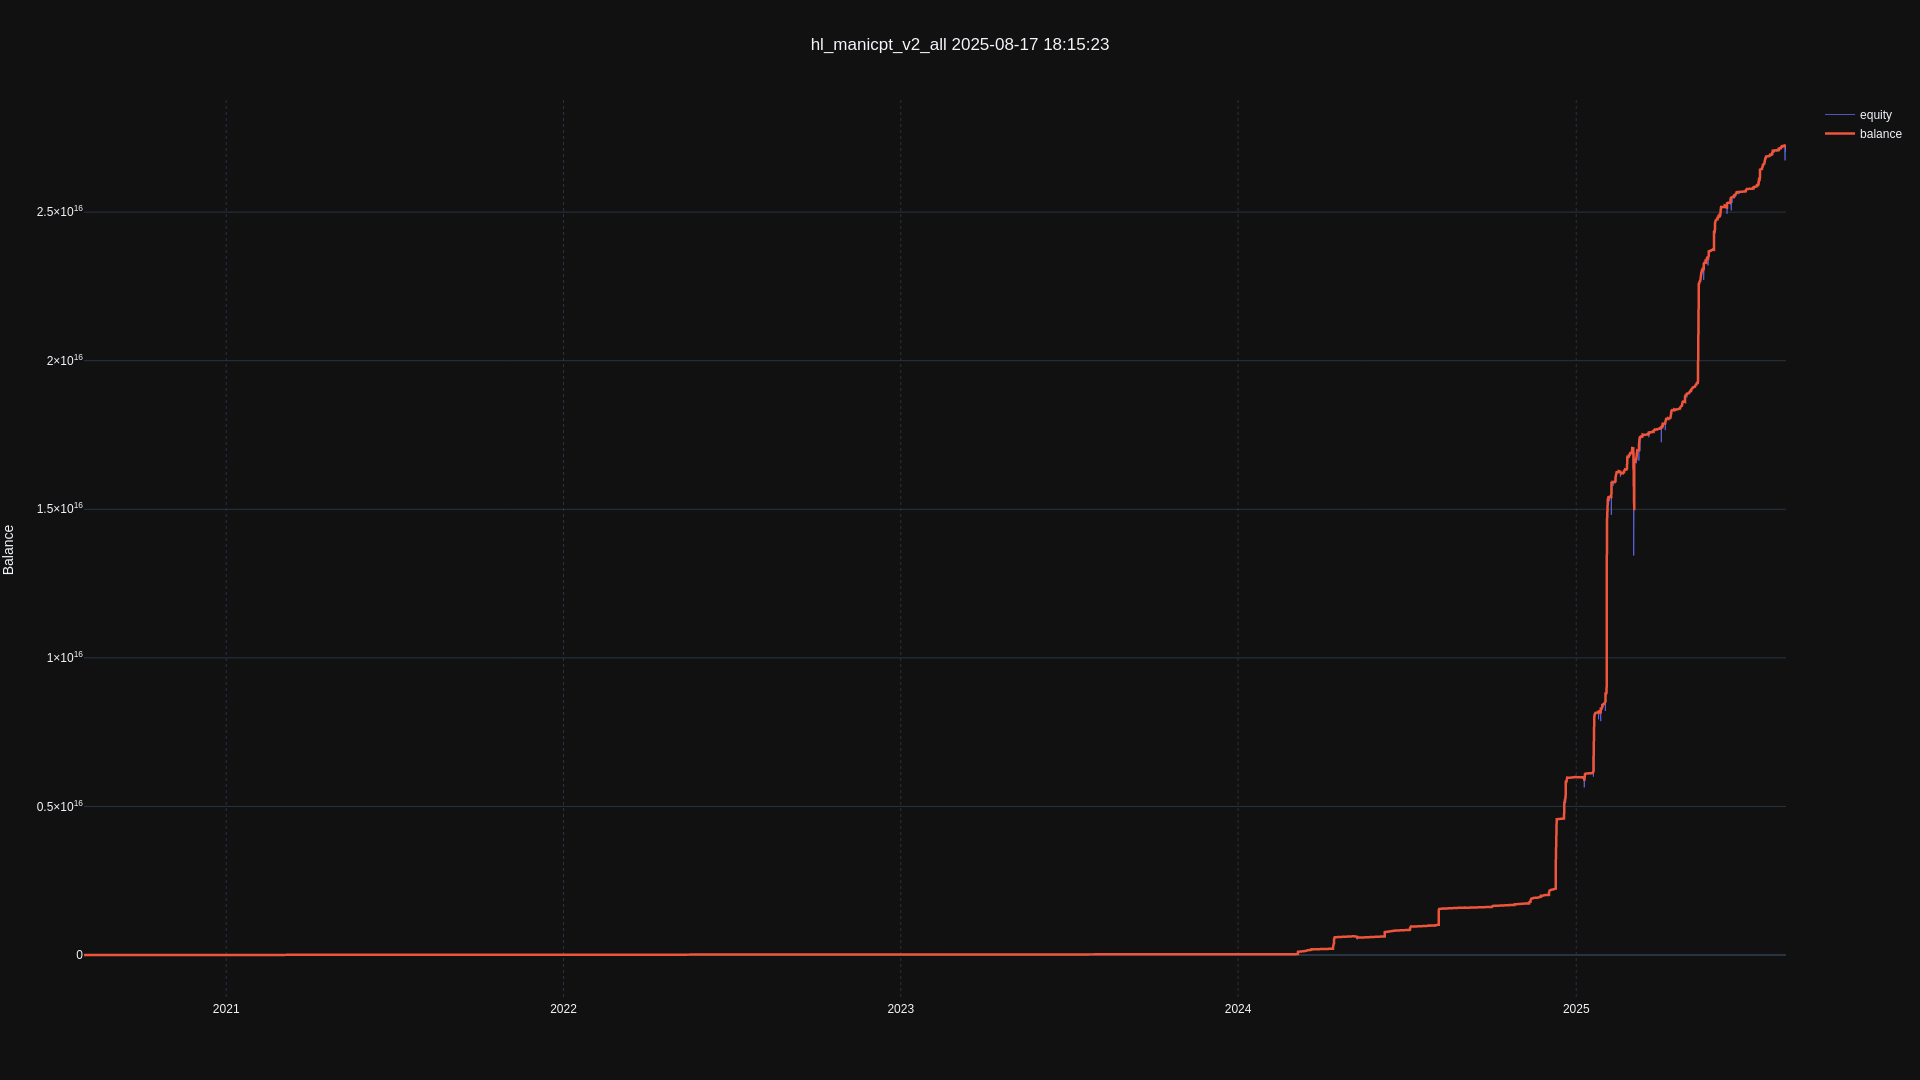 hl_manicpt_v2_all 2025-08-17 18:15:23
equity
balance
Balance
2.5×10¹⁶
2×10¹⁶
1.5×10¹⁶
1×10¹⁶
0.5×10¹⁶
0
2021 2022 2023 2024 2025